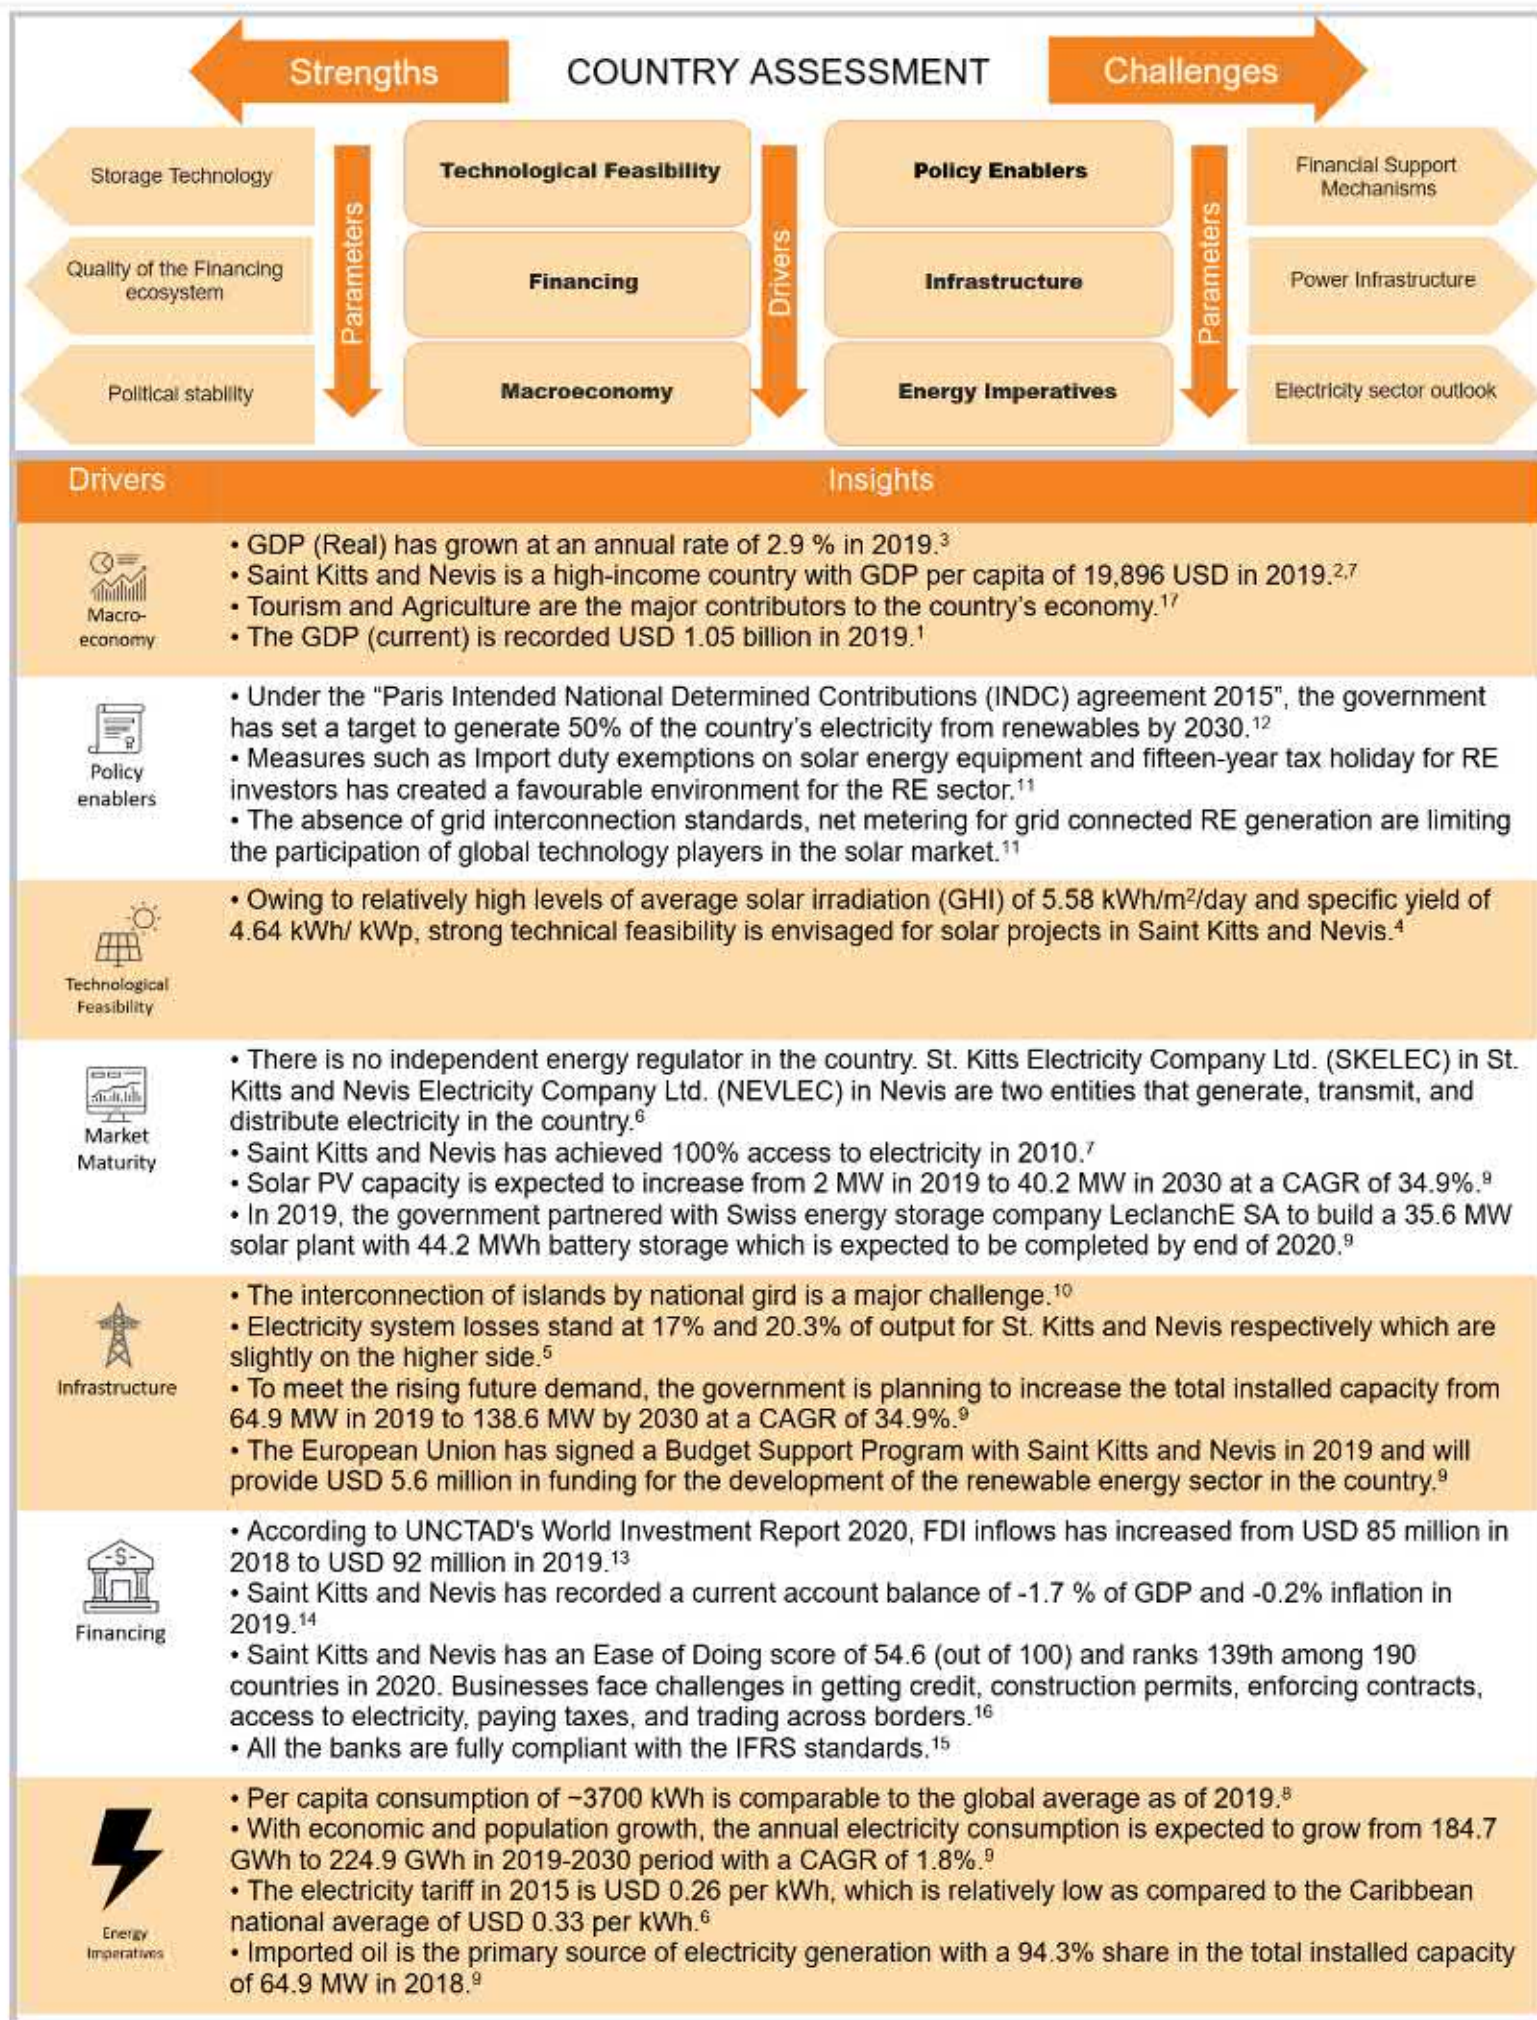 Strengths
COUNTRY ASSESSMENT
Challenges
Storage Technology
Quality of the Financing
ecosystem
Political stability
Parameters
Technological Feasibility
Financing
Macroeconomy
Drivers
Policy Enablers
Infrastructure
Energy Imperatives
Parameters
Financial Support
Mechanisms
Power Infrastructure
Electricity sector outlook
Drivers
Insights
Macro-
economy
• GDP (Real) has grown at an annual rate of 2.9 % in 2019.³
• Saint Kitts and Nevis is a high-income country with GDP per capita of 19,896 USD in 2019.²,⁷
• Tourism and Agriculture are the major contributors to the country's economy.¹⁷
• The GDP (current) is recorded USD 1.05 billion in 2019.¹
Policy
enablers
• Under the “Paris Intended National Determined Contributions (INDC) agreement 2015”, the government
has set a target to generate 50% of the country's electricity from renewables by 2030.¹²
• Measures such as Import duty exemptions on solar energy equipment and fifteen-year tax holiday for RE
investors has created a favourable environment for the RE sector.¹¹
• The absence of grid interconnection standards, net metering for grid connected RE generation are limiting
the participation of global technology players in the solar market.¹¹
Technological
Feasibility
• Owing to relatively high levels of average solar irradiation (GHI) of 5.58 kWh/m²/day and specific yield of
4.64 kWh/ kWp, strong technical feasibility is envisaged for solar projects in Saint Kitts and Nevis.⁴
Market
Maturity
• There is no independent energy regulator in the country. St. Kitts Electricity Company Ltd. (SKELEC) in St.
Kitts and Nevis Electricity Company Ltd. (NEVLEC) in Nevis are two entities that generate, transmit, and
distribute electricity in the country.⁶
• Saint Kitts and Nevis has achieved 100% access to electricity in 2010.⁷
• Solar PV capacity is expected to increase from 2 MW in 2019 to 40.2 MW in 2030 at a CAGR of 34.9%.⁹
• In 2019, the government partnered with Swiss energy storage company LeclanchE SA to build a 35.6 MW
solar plant with 44.2 MWh battery storage which is expected to be completed by end of 2020.⁹
Infrastructure
• The interconnection of islands by national gird is a major challenge.¹⁰
• Electricity system losses stand at 17% and 20.3% of output for St. Kitts and Nevis respectively which are
slightly on the higher side.⁵
• To meet the rising future demand, the government is planning to increase the total installed capacity from
64.9 MW in 2019 to 138.6 MW by 2030 at a CAGR of 34.9%.⁹
• The European Union has signed a Budget Support Program with Saint Kitts and Nevis in 2019 and will
provide USD 5.6 million in funding for the development of the renewable energy sector in the country.⁹
-$-
Financing
• According to UNCTAD's World Investment Report 2020, FDI inflows has increased from USD 85 million in
2018 to USD 92 million in 2019.¹³
• Saint Kitts and Nevis has recorded a current account balance of -1.7 % of GDP and -0.2% inflation in
2019.¹⁴
• Saint Kitts and Nevis has an Ease of Doing score of 54.6 (out of 100) and ranks 139th among 190
countries in 2020. Businesses face challenges in getting credit, construction permits, enforcing contracts,
access to electricity, paying taxes, and trading across borders.¹⁶
• All the banks are fully compliant with the IFRS standards.¹⁵
Energy
Imperatives
• Per capita consumption of ~3700 kWh is comparable to the global average as of 2019.⁸
• With economic and population growth, the annual electricity consumption is expected to grow from 184.7
GWh to 224.9 GWh in 2019-2030 period with a CAGR of 1.8%.⁹
• The electricity tariff in 2015 is USD 0.26 per kWh, which is relatively low as compared to the Caribbean
national average of USD 0.33 per kWh.⁶
• Imported oil is the primary source of electricity generation with a 94.3% share in the total installed capacity
of 64.9 MW in 2018.⁹